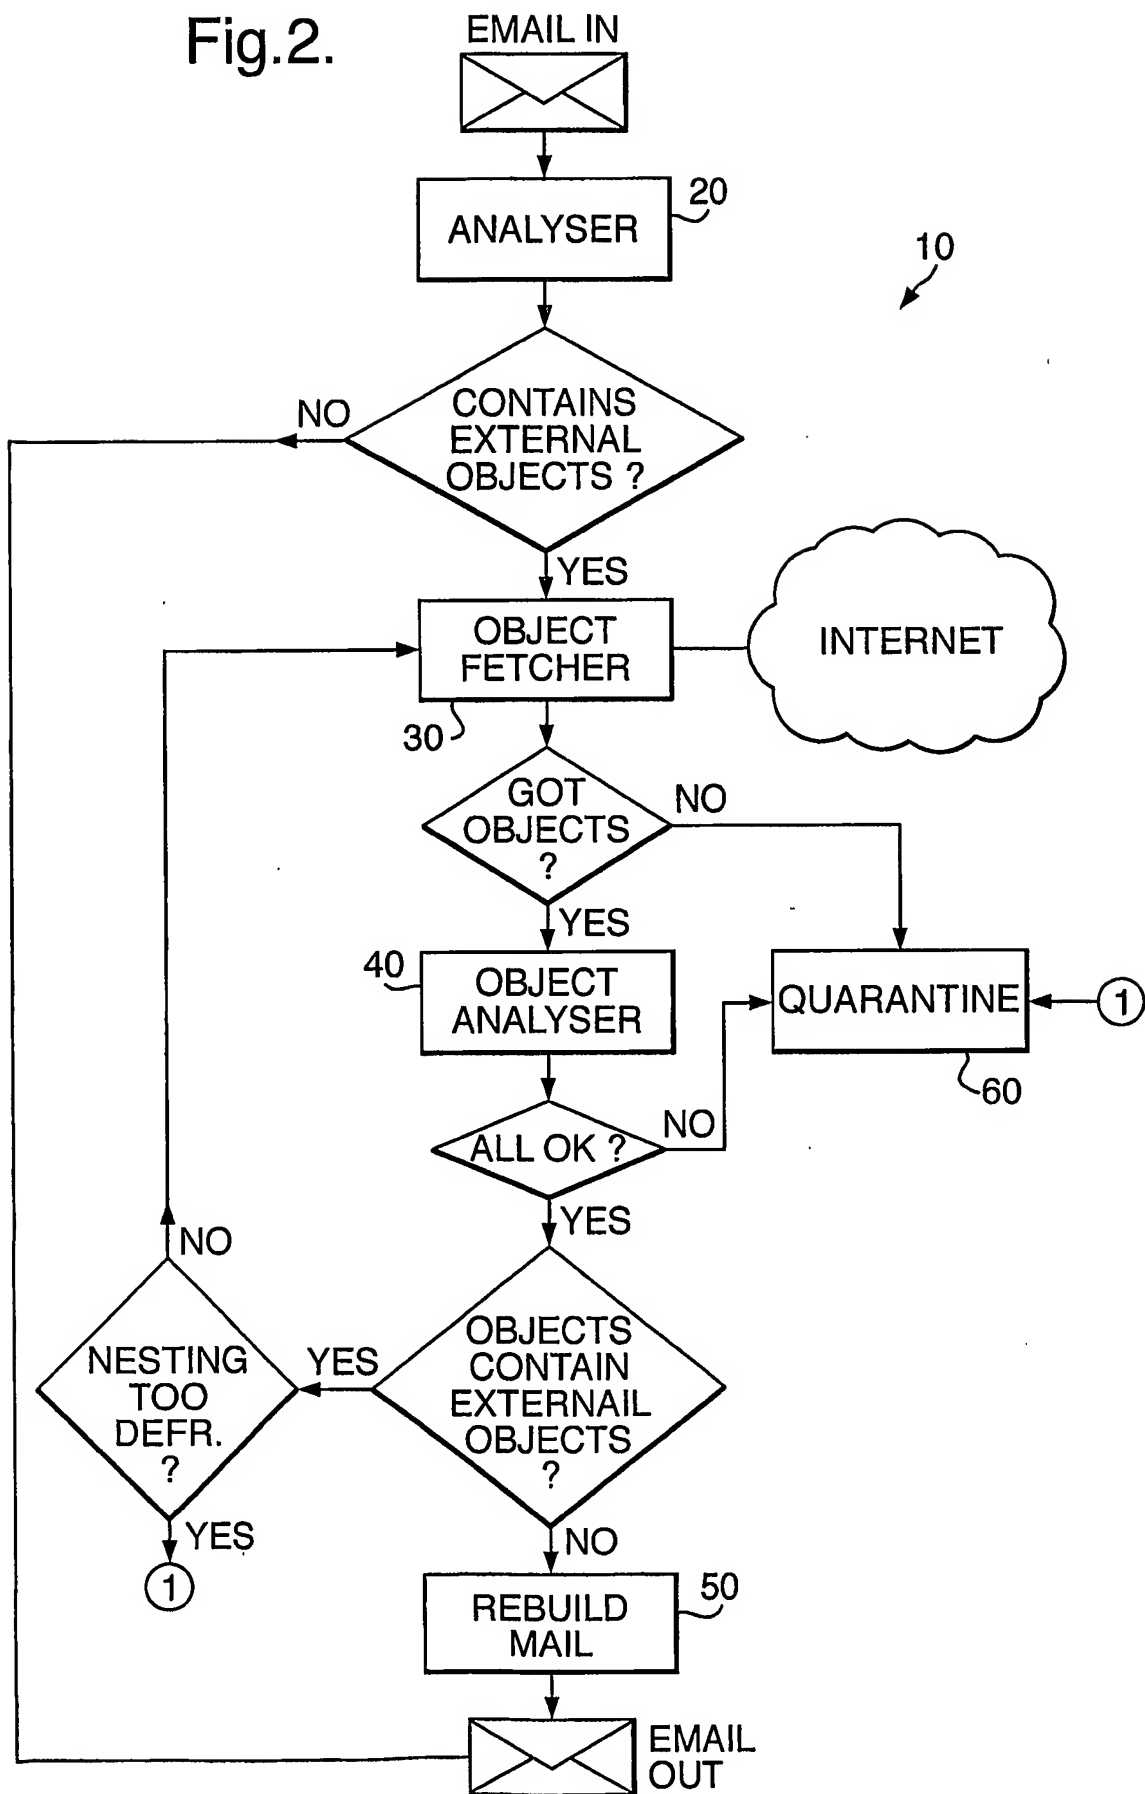 Fig.2.
EMAIL IN
ANALYSER
20
10
CONTAINS
EXTERNAL
OBJECTS ?
NO
YES
OBJECT
FETCHER
30
INTERNET
GOT
OBJECTS
?
NO
YES
40
OBJECT
ANALYSER
QUARANTINE
1
60
ALL OK ?
NO
YES
NO
NESTING
TOO
DEFR.
?
YES
OBJECTS
CONTAIN
EXTERNAIL
OBJECTS
?
YES
1
NO
REBUILD
MAIL
50
EMAIL
OUT